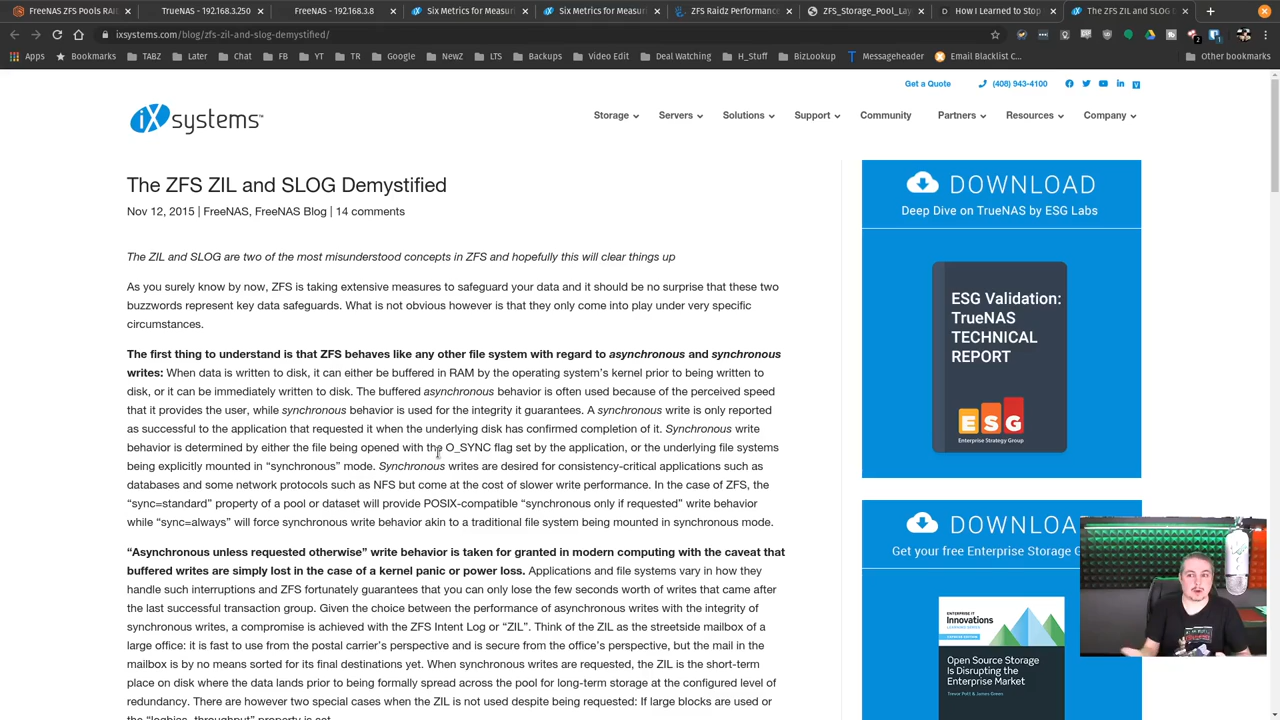 FreeNAS Pools RAI
TrueNAS - 192.168.3.250
FreeNAS - 192.168.3.8
Six Metrics for Measur
Six Metrics for Measur
ZFS Raidz Performance
ZFS_Storage_Pool_Lay
How I Learned to Stop
The ZFS ZIL and SLOG
ixsystems.com/blog/zfs-zil-and-slog-demystified/
Apps
Bookmarks
TABZ
Learn
Cal
Chat
FB
YT
TR
Google
NewZ
LTS
Backups
Video Edit
Deal Watching
H_Stuff
BizLookup
Messageheader
Email Blacklist C...
Other bookmarks
Get a Quote
(408) 943-4100
iXsystems™
Storage
Servers
Solutions
Support
Community
Partners
Resources
Company
The ZFS ZIL and SLOG Demystified
Nov 12, 2015 | FreeNAS, FreeNAS Blog | 14 comments
The ZIL and SLOG are two of the most misunderstood concepts in ZFS and hopefully this will clear things up
As you surely know by now, ZFS is taking extensive measures to safeguard your data and it should be no surprise that these two
buzzwords represent key data safeguards. What is not obvious however is that they only come into play under very specific
circumstances.
The first thing to understand is that ZFS behaves like any other file system with regard to asynchronous and synchronous
writes: When data is written to disk, it can either be buffered in RAM by the operating system's kernel prior to being written to
disk, or it can be immediately written to disk. The buffered asynchronous behavior is often used because of the perceived speed
that it provides the user, while synchronous behavior is used for the integrity it guarantees. A synchronous write is only reported
as successful to the application that requested it when the underlying disk has confirmed completion of it. Synchronous write
behavior is determined by either the file being opened with the O_SYNC flag set by the application, or the underlying file systems
being explicitly mounted in “synchronous” mode. Synchronous writes are desired for consistency-critical applications such as
databases and some network protocols such as NFS but come at the cost of slower write performance. In the case of ZFS, the
“sync=standard” property of a pool or dataset will provide POSIX-compatible “synchronous only if requested” write behavior
while “sync=always” will force synchronous write behavior akin to a traditional file system being mounted in synchronous mode.
“Asynchronous unless requested otherwise” write behavior is taken for granted in modern computing with the caveat that
buffered writes are simply lost in the case of a kernel panic or power loss. Applications and file systems vary in how they
handle such interruptions and ZFS fortunately guarantees that you can only lose the few seconds worth of writes that came after
the last successful transaction group. Given the choice between the performance of asynchronous writes with the integrity of
synchronous writes, a compromise is achieved with the ZFS Intent Log or “ZIL”. Think of the ZIL as the streetside mailbox of a
large office: it is fast to use from the postal carrier's perspective and is secure from the office's perspective, but the mail in the
mailbox is by no means sorted for its final destinations yet. When synchronous writes are requested, the ZIL is the short-term
place on disk where the data lands prior to being formally spread across the pool for long-term storage at the configured level of
redundancy. There are however two special cases when the ZIL is not used despite being requested: If large blocks are used or
the “logbias=throughput” property is set.
DOWNLOAD
Deep Dive on TrueNAS by ESG Labs
ESG Validation:
TrueNAS
TECHNICAL
REPORT
ESG
Enterprise Strategy Group
DOWNLOA
Get your free Enterprise Storage G
ENTERPRISE IT
Innovations
Open Source Storage
Is Disrupting the
Enterprise Market